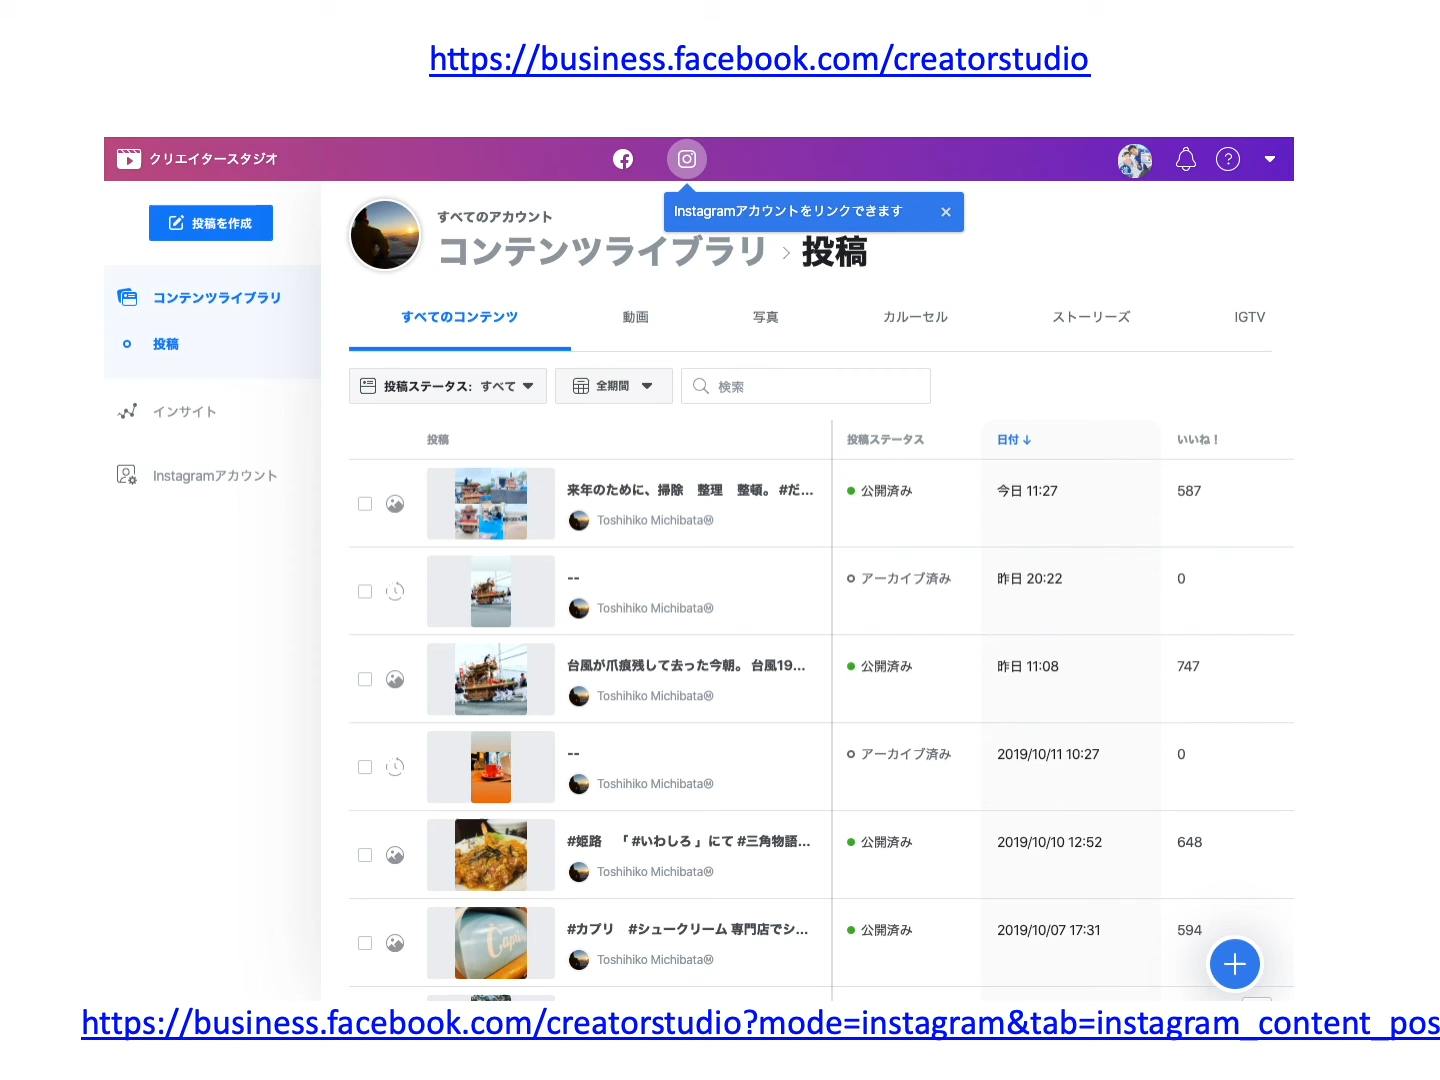 https://business.facebook.com/creatorstudio
クリエイタースタジオ
投稿を作成
すべてのアカウント
Instagramアカウントをリンクできます ×
コンテンツライブラリ › 投稿
コンテンツライブラリ
投稿
インサイト
Instagramアカウント
すべてのコンテンツ 動画 写真 カルーセル ストーリーズ IGTV
投稿ステータス: すべて 全期間 検索
投稿 投稿ステータス 日付 ↓ いいね！
来年のために、掃除　整理　整頓。 #だ... 公開済み 今日 11:27 587
Toshihiko MichibataⓂ
-- アーカイブ済み 昨日 20:22 0
Toshihiko MichibataⓂ
台風が爪痕残して去った今朝。 台風19... 公開済み 昨日 11:08 747
Toshihiko MichibataⓂ
-- アーカイブ済み 2019/10/11 10:27 0
Toshihiko MichibataⓂ
#姫路　「 #いわしろ 」にて #三角物語... 公開済み 2019/10/10 12:52 648
Toshihiko MichibataⓂ
#カプリ　#シュークリーム 専門店でシ... 公開済み 2019/10/07 17:31 594
Toshihiko MichibataⓂ
https://business.facebook.com/creatorstudio?mode=instagram&tab=instagram_content_pos